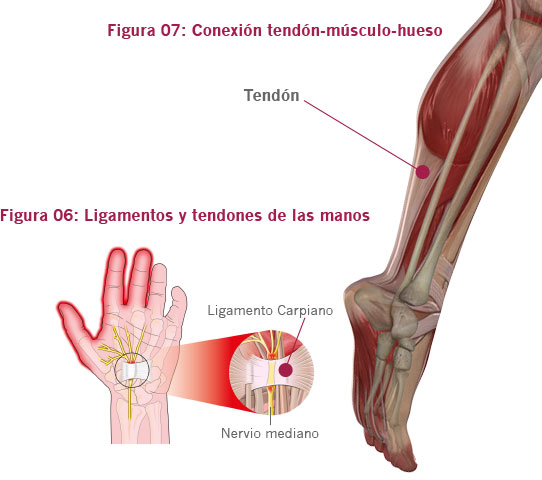 Figura 07: Conexión tendón-músculo-hueso
Tendón
Figura 06: Ligamentos y tendones de las manos
Ligamento Carpiano
Nervio mediano